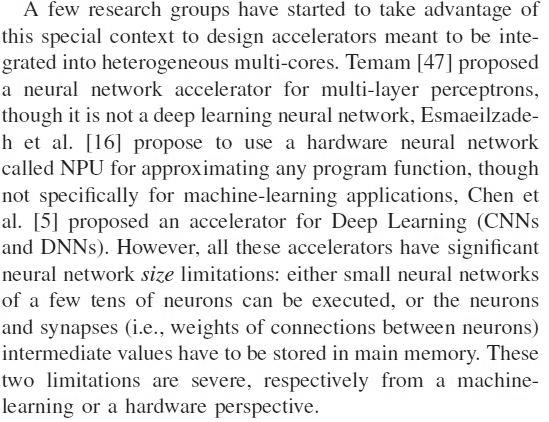 A few research groups have started to take advantage of
this special context to design accelerators meant to be inte-
grated into heterogeneous multi-cores. Temam [47] proposed
a neural network accelerator for multi-layer perceptrons,
though it is not a deep learning neural network, Esmaeilzade-
h et al. [16] propose to use a hardware neural network
called NPU for approximating any program function, though
not specifically for machine-learning applications, Chen et
al. [5] proposed an accelerator for Deep Learning (CNNs
and DNNs). However, all these accelerators have significant
neural network size limitations: either small neural networks
of a few tens of neurons can be executed, or the neurons
and synapses (i.e., weights of connections between neurons)
intermediate values have to be stored in main memory. These
two limitations are severe, respectively from a machine-
learning or a hardware perspective.